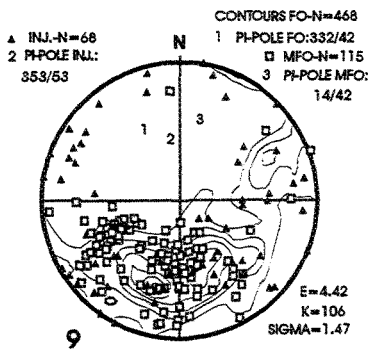 ▲ INJ.-N=68
2 PI-POLE INJ.:
353/53
CONTOURS FO-N=468
1 PI-POLE FO:332/42
□ MFO-N=115
3 PI-POLE MFO:
14/42
N
1
2
3
E=4.42
K=106
SIGMA=1.47
9